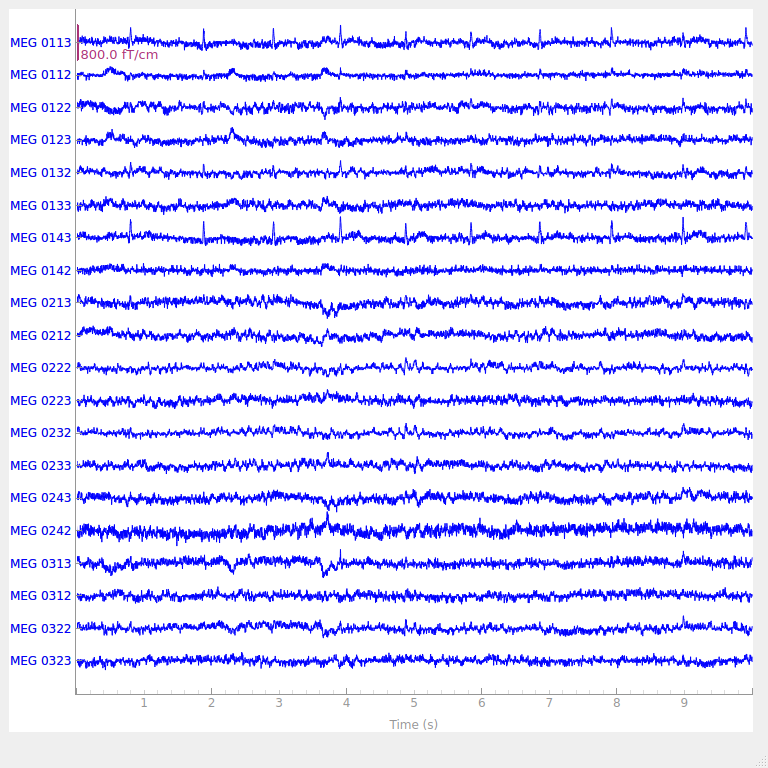 MEG 0113
800.0 fT/cm
MEG 0112
MEG 0122
MEG 0123
MEG 0132
MEG 0133
MEG 0143
MEG 0142
MEG 0213
MEG 0212
MEG 0222
MEG 0223
MEG 0232
MEG 0233
MEG 0243
MEG 0242
MEG 0313
MEG 0312
MEG 0322
MEG 0323
1 2 3 4 5 6 7 8 9
Time (s)